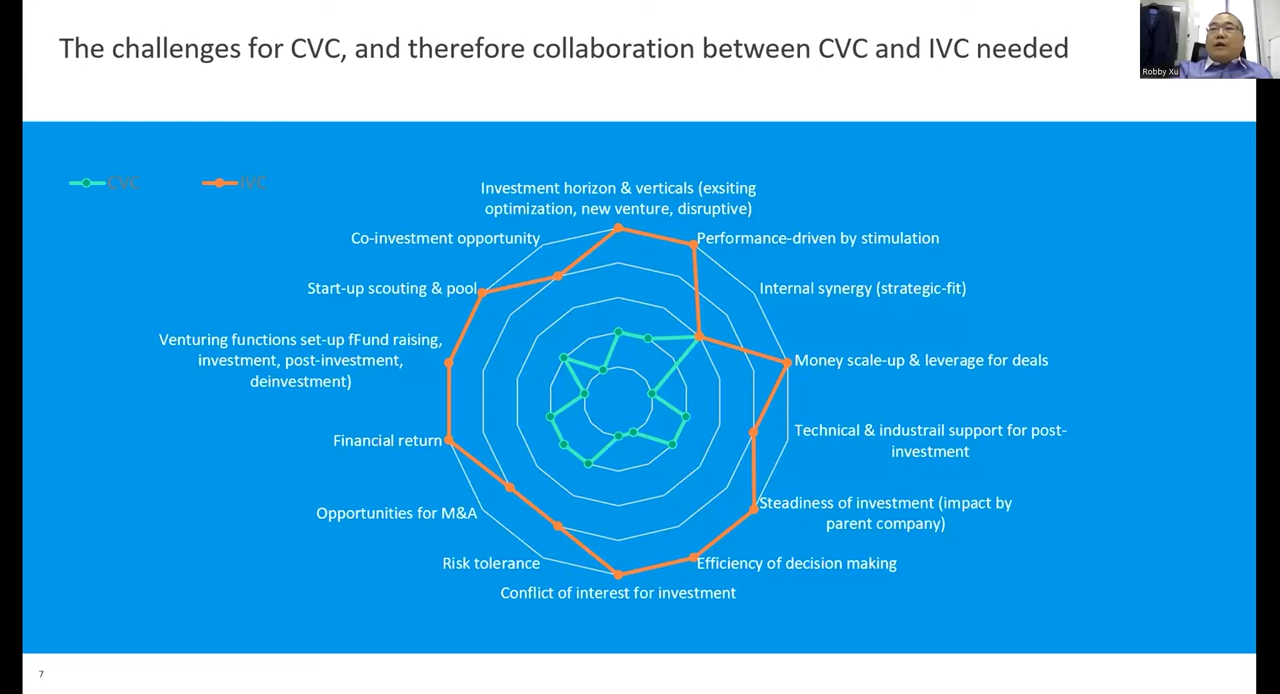 The challenges for CVC, and therefore collaboration between CVC and IVC needed
Robby Xu
CVC
IVC
Investment horizon & verticals (exsiting
optimization, new venture, disruptive)
Co-investment opportunity
Performance-driven by stimulation
Start-up scouting & pool
Internal synergy (strategic-fit)
Venturing functions set-up fFund raising,
investment, post-investment,
deinvestment)
Money scale-up & leverage for deals
Financial return
Technical & industrail support for post-
investment
Opportunities for M&A
Steadiness of investment (impact by
parent company)
Risk tolerance
Efficiency of decision making
Conflict of interest for investment
7